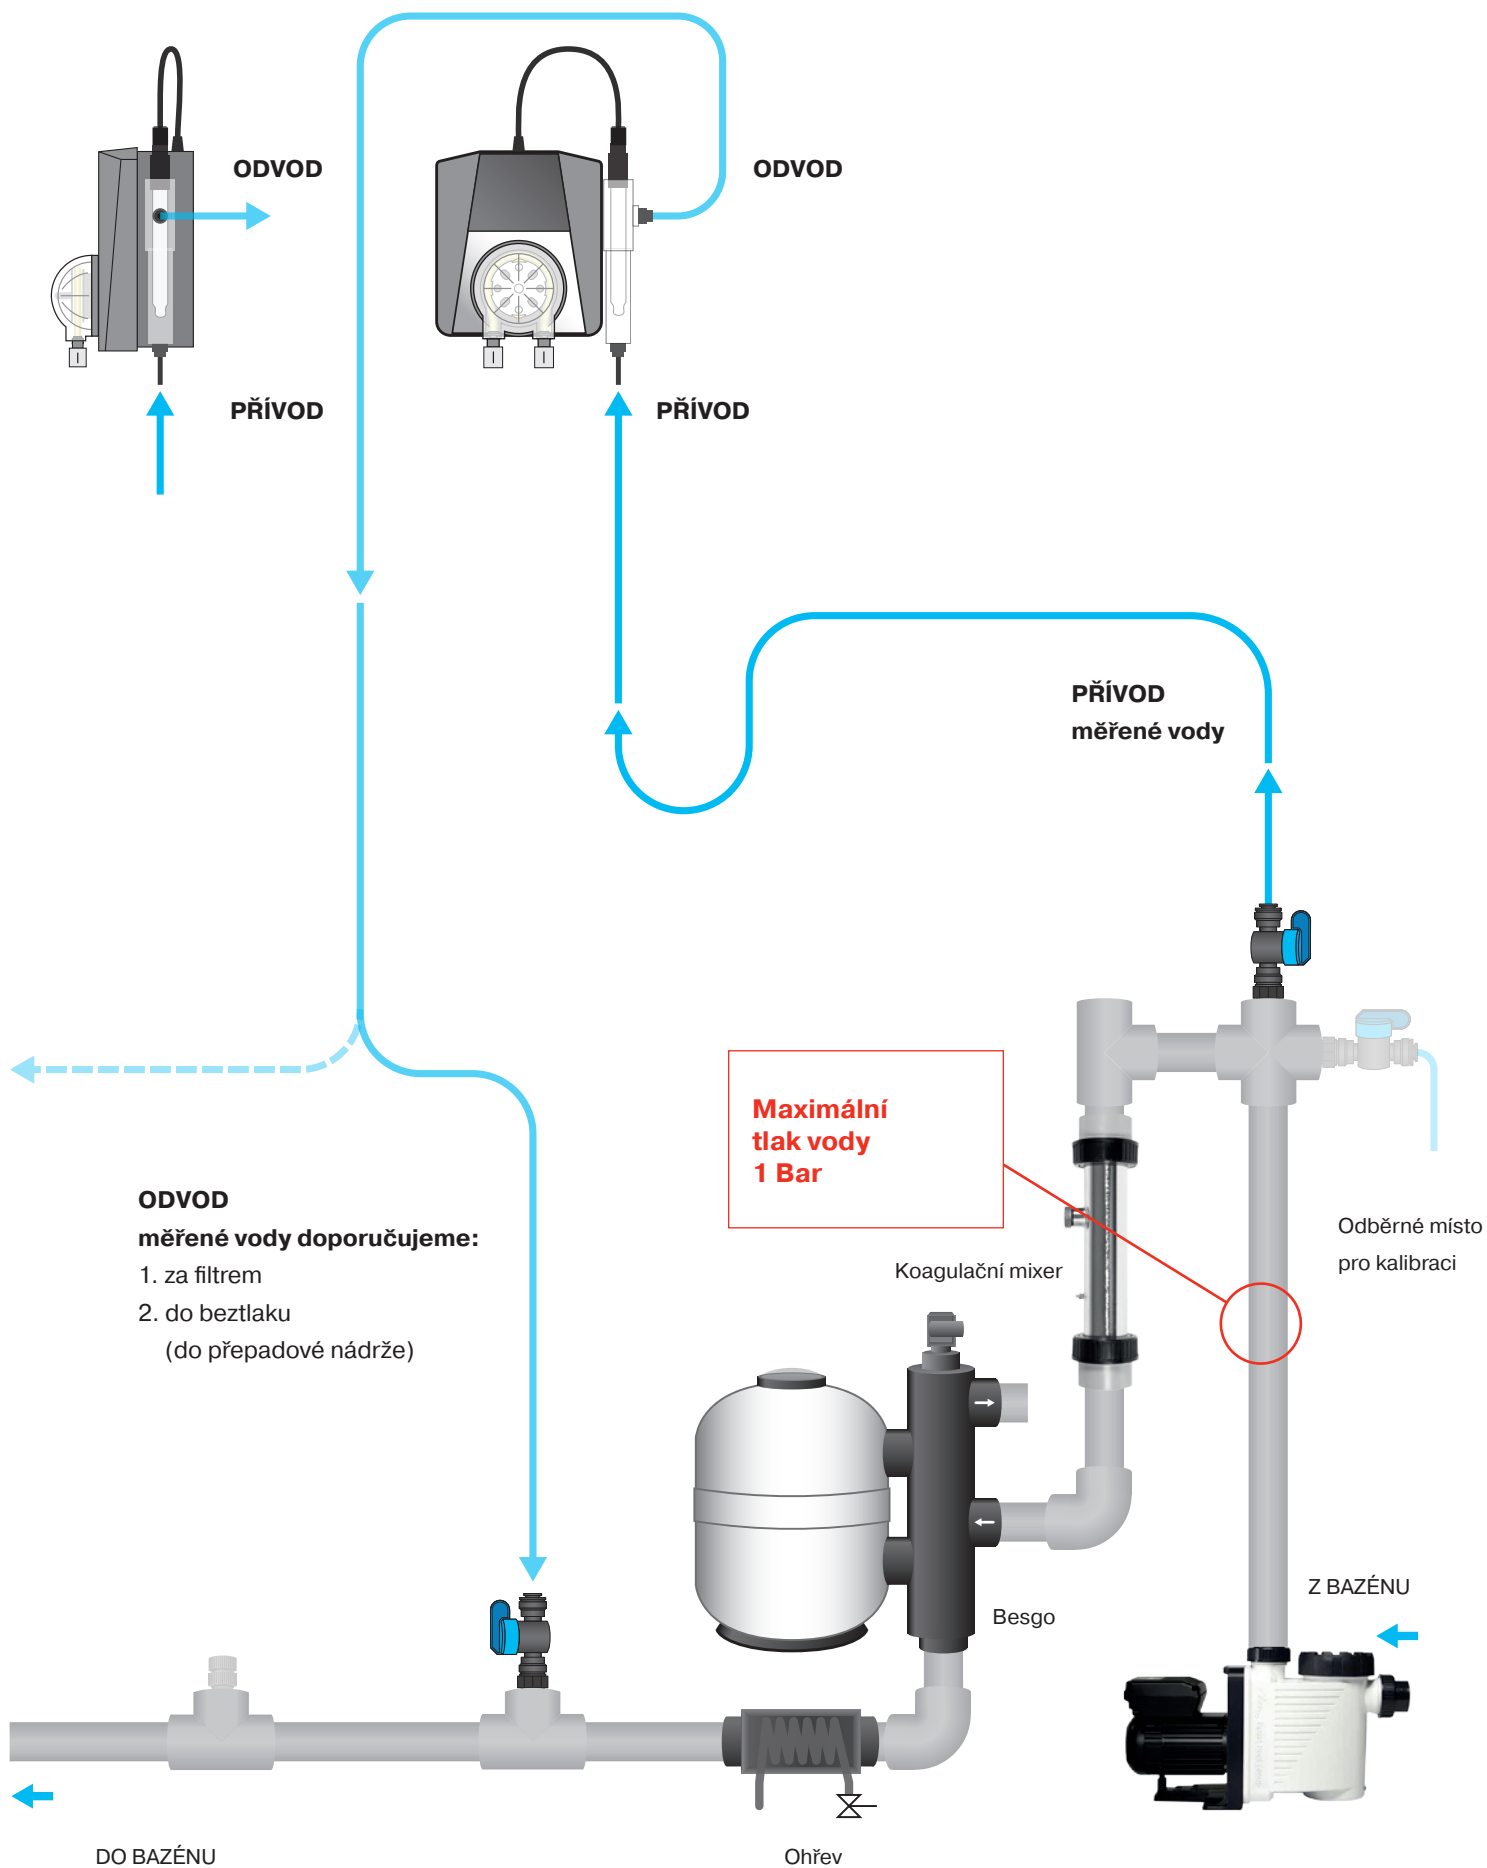 ODVOD
ODVOD
PŘÍVOD
PŘÍVOD
PŘÍVOD
měřené vody
Maximální
tlak vody
1 Bar
ODVOD
měřené vody doporučujeme:
1. za filtrem
2. do beztlaku
(do přepadové nádrže)
Odběrné místo
pro kalibraci
Koagulační mixer
Z BAZÉNU
Besgo
DO BAZÉNU
Ohřev